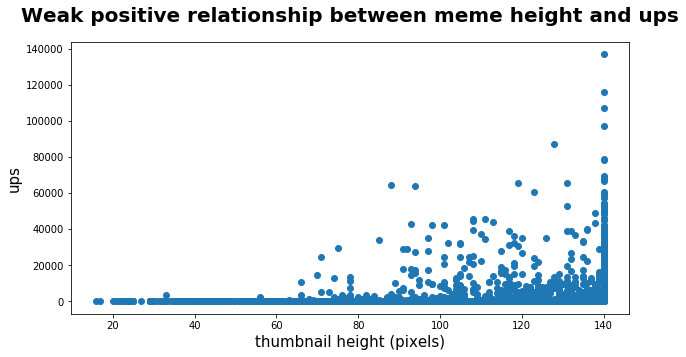 Weak positive relationship between meme height and ups
140000
120000
100000
80000
60000
40000
20000
0
ups
20 40 60 80 100 120 140
thumbnail height (pixels)